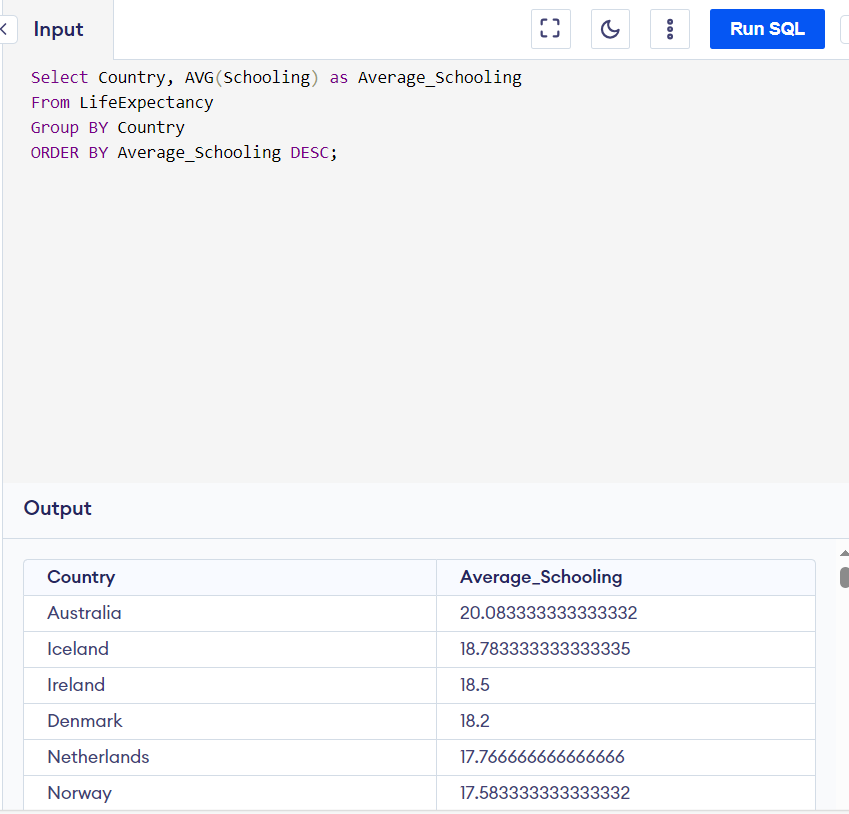 Input
Run SQL
Select Country, AVG(Schooling) as Average_Schooling
From LifeExpectancy
Group BY Country
ORDER BY Average_Schooling DESC;
Output
Country Average_Schooling
Australia 20.083333333333332
Iceland 18.783333333333335
Ireland 18.5
Denmark 18.2
Netherlands 17.766666666666666
Norway 17.583333333333332